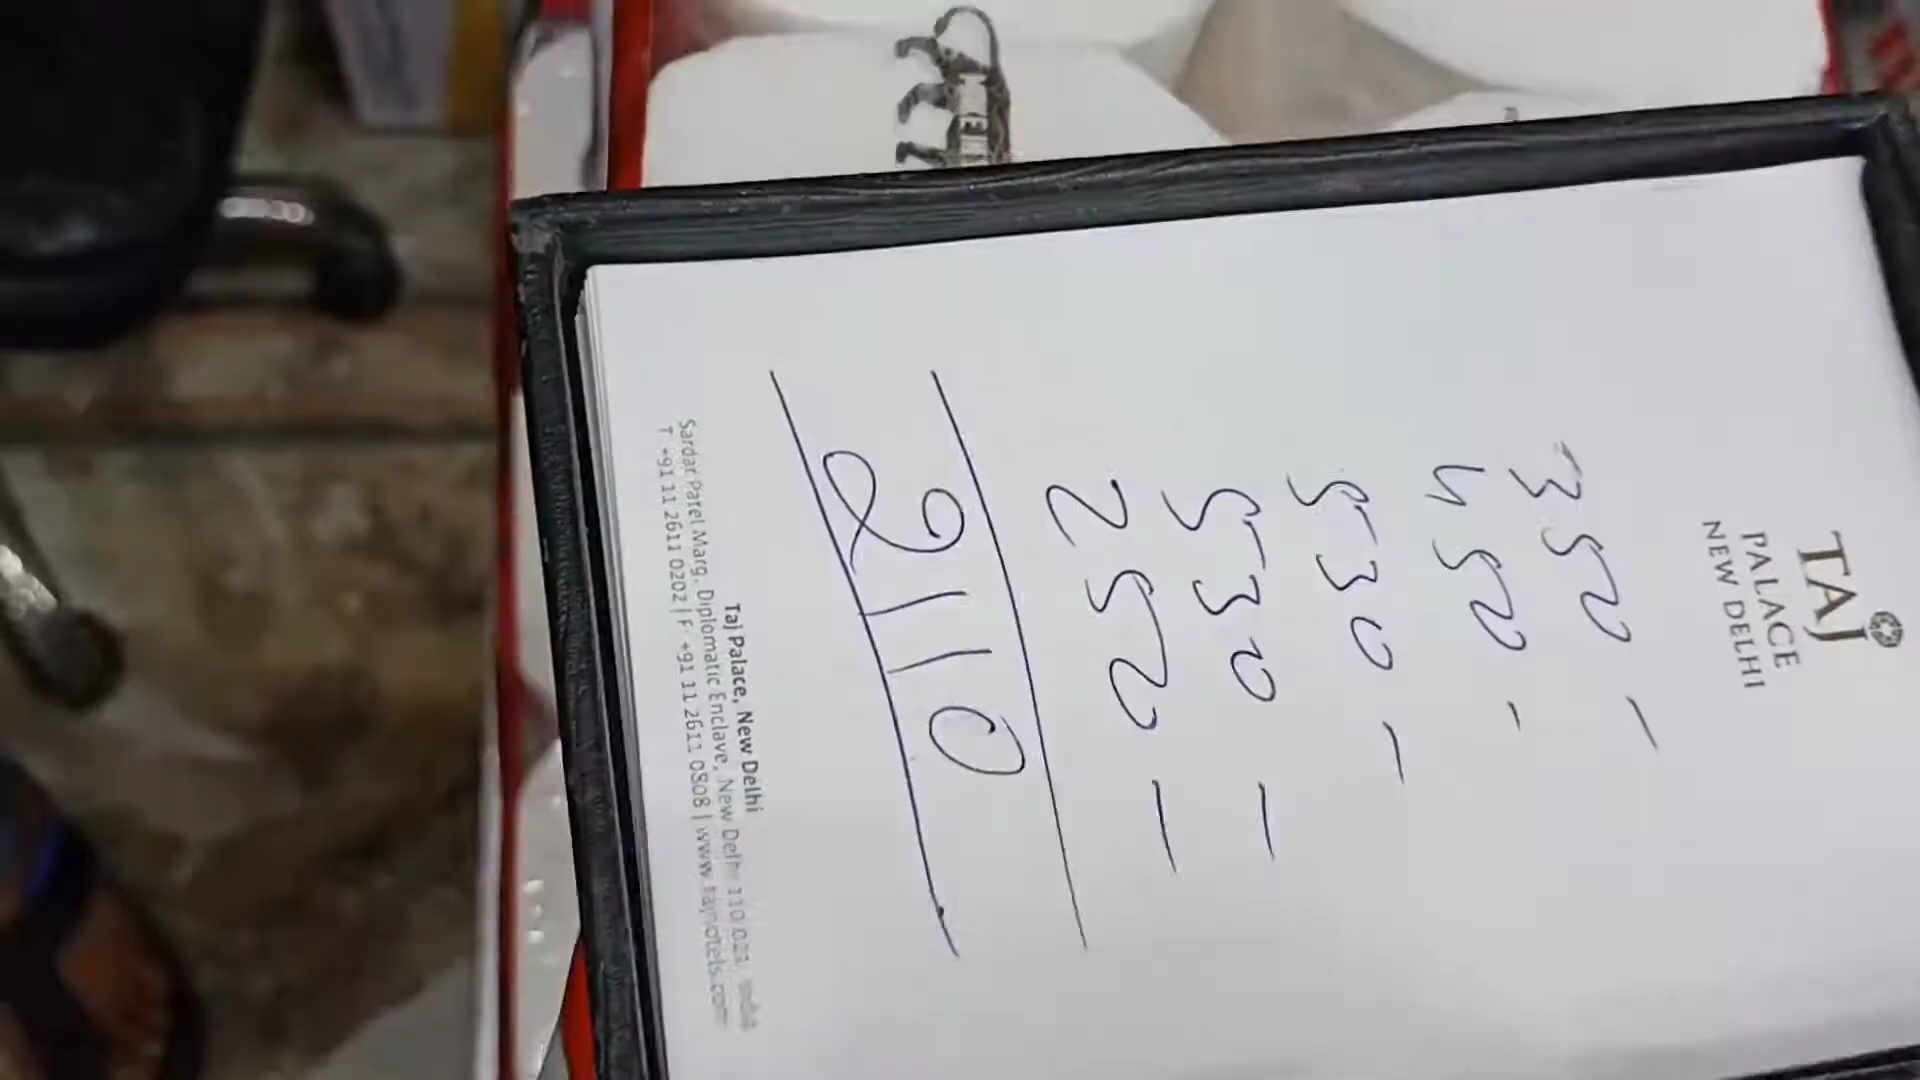 TAJ
PALACE
NEW DELHI
350 -
450 -
530 -
530 -
250 -
2110
Taj Palace, New Delhi
Sardar Patel Marg, Diplomatic Enclave, New Delhi 110 021, India
T +91 11 2611 0202 | F +91 11 2611 0808 | www.tajhotels.com